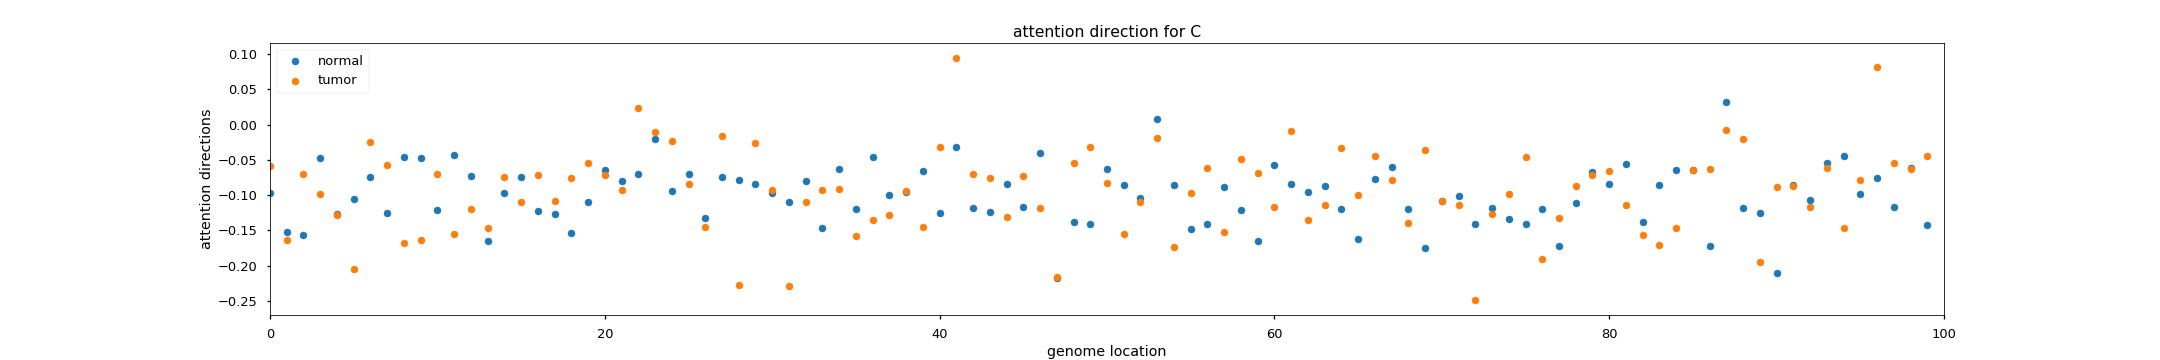 attention direction for C
normal
tumor
attention directions
0.10
0.05
0.00
−0.05
−0.10
−0.15
−0.20
−0.25
0
20
40
60
80
100
genome location